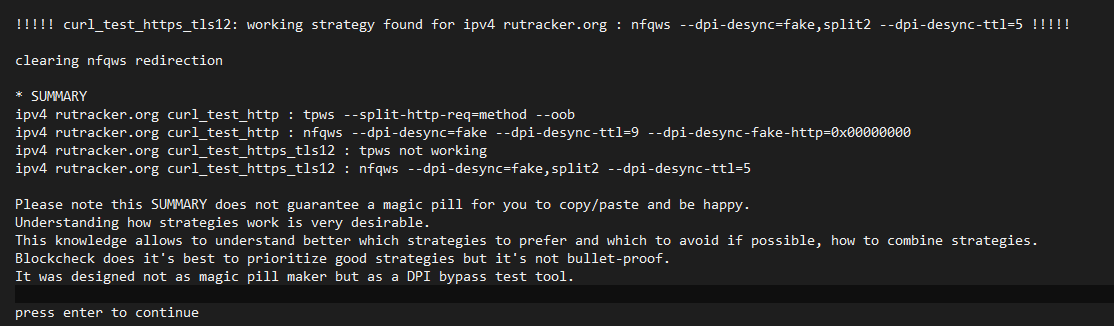 !!!!! curl_test_https_tls12: working strategy found for ipv4 rutracker.org : nfqws --dpi-desync=fake,split2 --dpi-desync-ttl=5 !!!!!
clearing nfqws redirection
* SUMMARY
ipv4 rutracker.org curl_test_http : tpws --split-http-req=method --oob
ipv4 rutracker.org curl_test_http : nfqws --dpi-desync=fake --dpi-desync-ttl=9 --dpi-desync-fake-http=0x00000000
ipv4 rutracker.org curl_test_https_tls12 : tpws not working
ipv4 rutracker.org curl_test_https_tls12 : nfqws --dpi-desync=fake,split2 --dpi-desync-ttl=5
Please note this SUMMARY does not guarantee a magic pill for you to copy/paste and be happy.
Understanding how strategies work is very desirable.
This knowledge allows to understand better which strategies to prefer and which to avoid if possible, how to combine strategies.
Blockcheck does it's best to prioritize good strategies but it's not bullet-proof.
It was designed not as magic pill maker but as a DPI bypass test tool.
press enter to continue